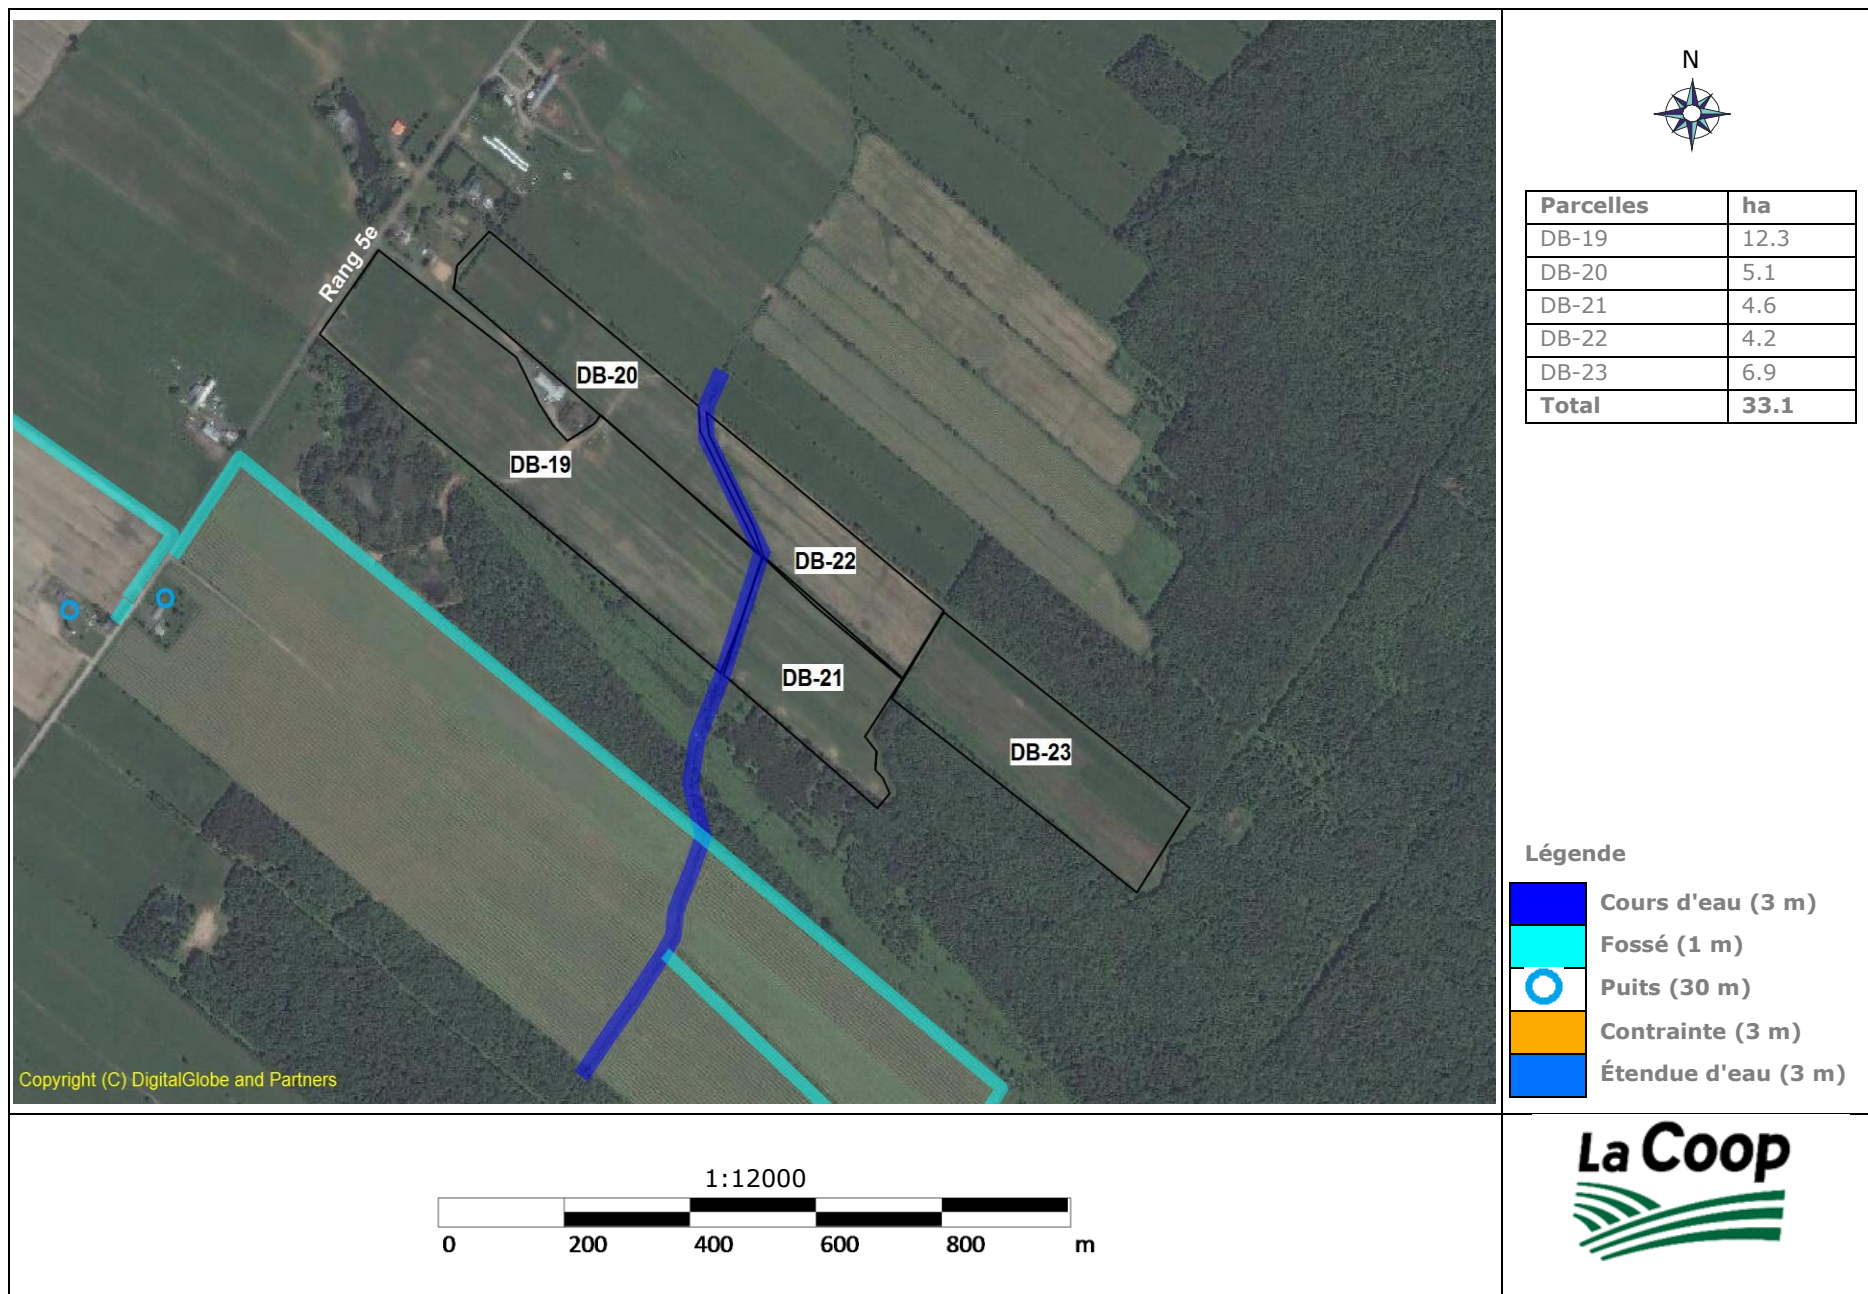 N
Rang 5e
DB-20
DB-19
DB-22
DB-21
DB-23
Copyright (C) DigitalGlobe and Partners
Parcelles ha
DB-19 12.3
DB-20 5.1
DB-21 4.6
DB-22 4.2
DB-23 6.9
Total 33.1
Légende
Cours d'eau (3 m)
Fossé (1 m)
Puits (30 m)
Contrainte (3 m)
Étendue d'eau (3 m)
1:12000
0 200 400 600 800 m
La Coop